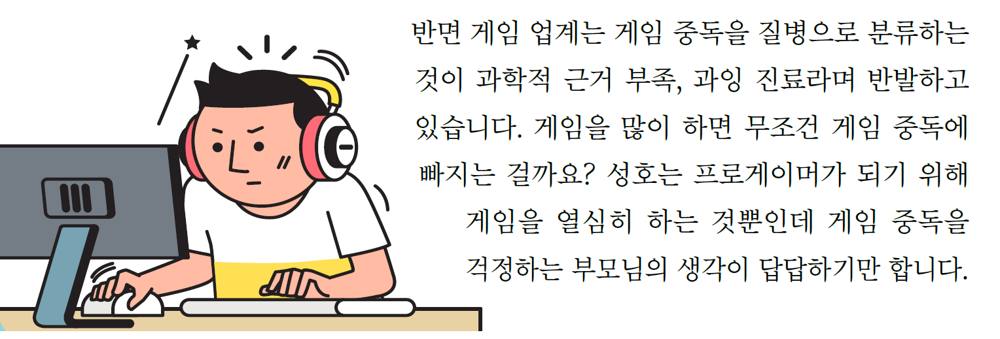 반면 게임 업계는 게임 중독을 질병으로 분류하는
것이 과학적 근거 부족, 과잉 진료라며 반발하고
있습니다. 게임을 많이 하면 무조건 게임 중독에
빠지는 걸까요? 성호는 프로게이머가 되기 위해
게임을 열심히 하는 것뿐인데 게임 중독을
걱정하는 부모님의 생각이 답답하기만 합니다.